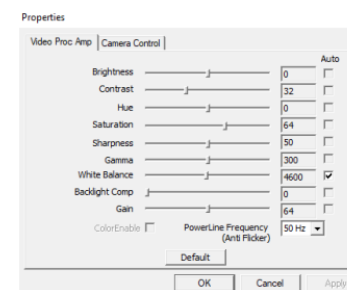 Properties
Video Proc Amp Camera Control
Auto
Brightness 0
Contrast 32
Hue 0
Saturation 64
Sharpness 50
Gamma 300
White Balance 4600
Backlight Comp 0
Gain 64
ColorEnable PowerLine Frequency 50 Hz
(Anti Flicker)
Default
OK Cancel Apply